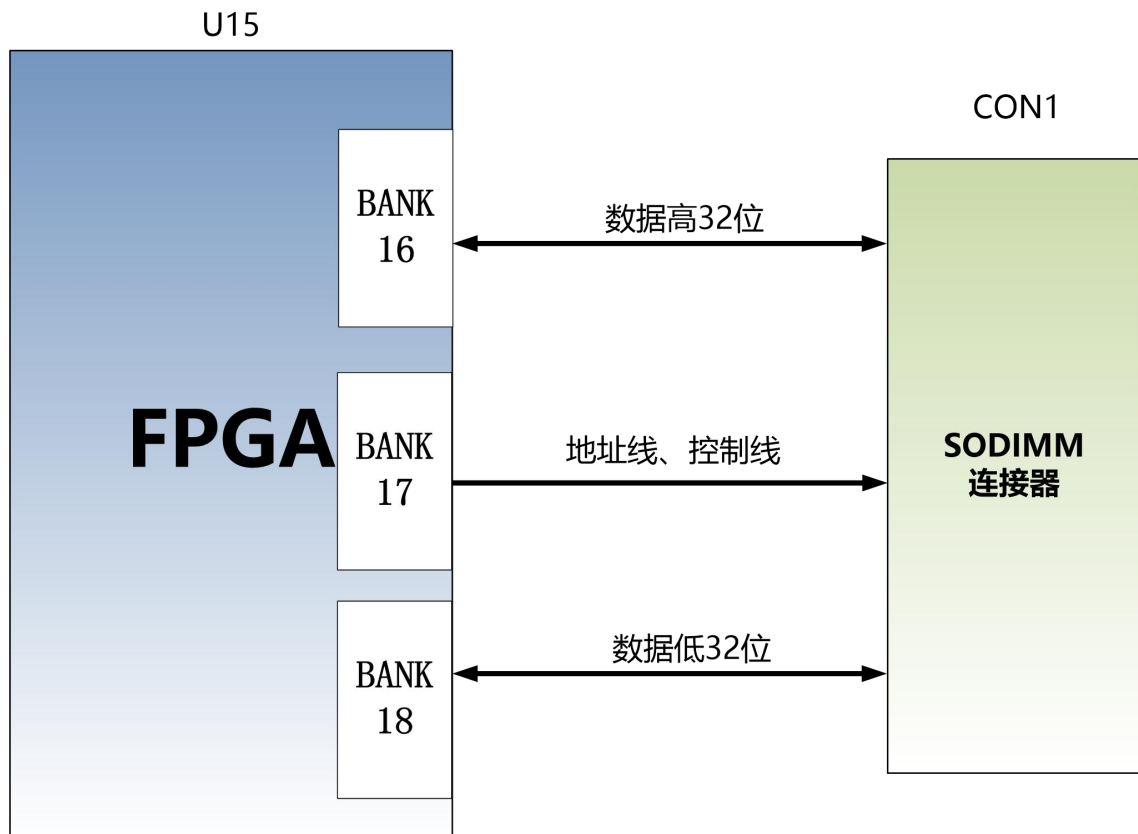 U15
CON1
BANK
16
数据高32位
FPGA
BANK
17
地址线、控制线
SODIMM
连接器
BANK
18
数据低32位